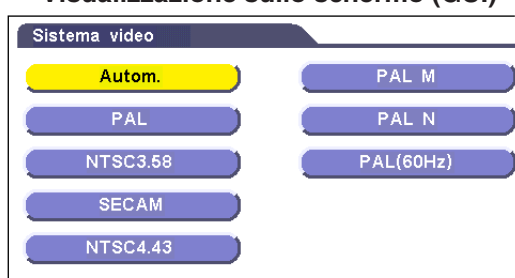 Visualizzazione sullo schermo (GUI)
Sistema video
Autom.
PAL
NTSC3.58
SECAM
NTSC4.43
PAL M
PAL N
PAL(60Hz)